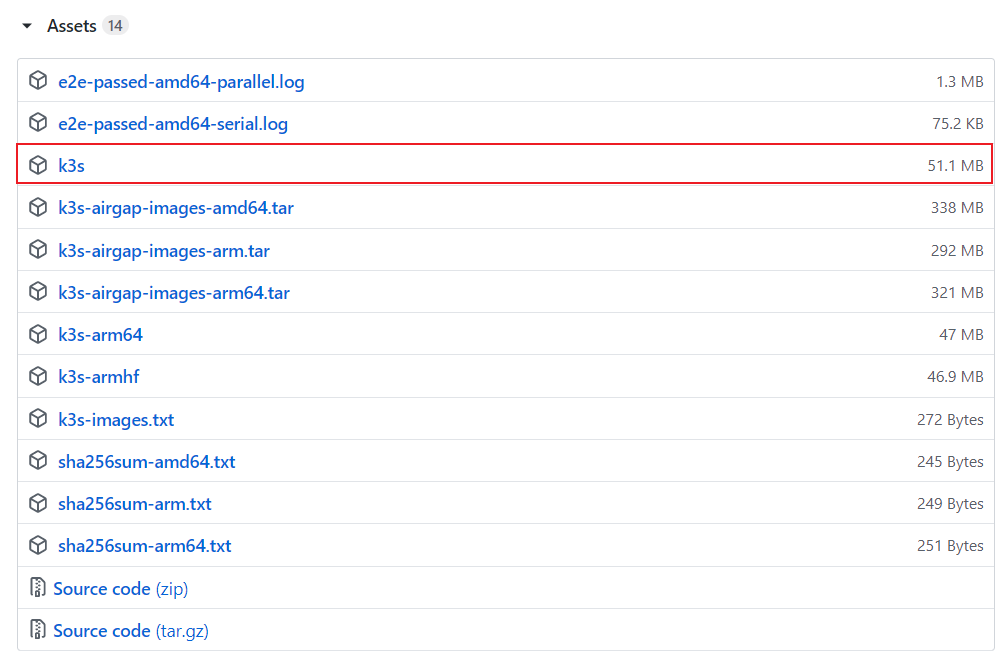 Assets 14
e2e-passed-amd64-parallel.log 1.3 MB
e2e-passed-amd64-serial.log 75.2 KB
k3s 51.1 MB
k3s-airgap-images-amd64.tar 338 MB
k3s-airgap-images-arm.tar 292 MB
k3s-airgap-images-arm64.tar 321 MB
k3s-arm64 47 MB
k3s-armhf 46.9 MB
k3s-images.txt 272 Bytes
sha256sum-amd64.txt 245 Bytes
sha256sum-arm.txt 249 Bytes
sha256sum-arm64.txt 251 Bytes
Source code (zip)
Source code (tar.gz)